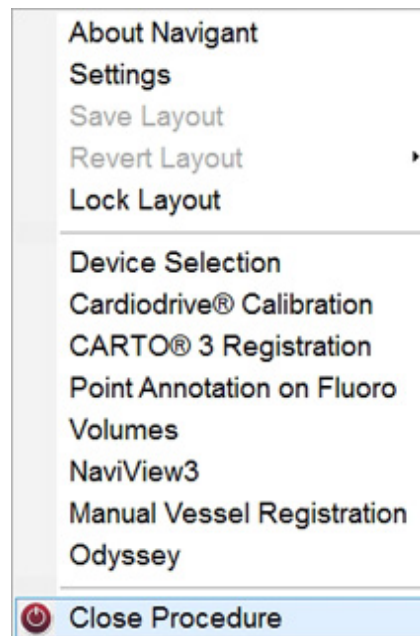 About Navigant
Settings
Save Layout
Revert Layout
Lock Layout
Device Selection
Cardiodrive® Calibration
CARTO® 3 Registration
Point Annotation on Fluoro
Volumes
NaviView3
Manual Vessel Registration
Odyssey
Close Procedure